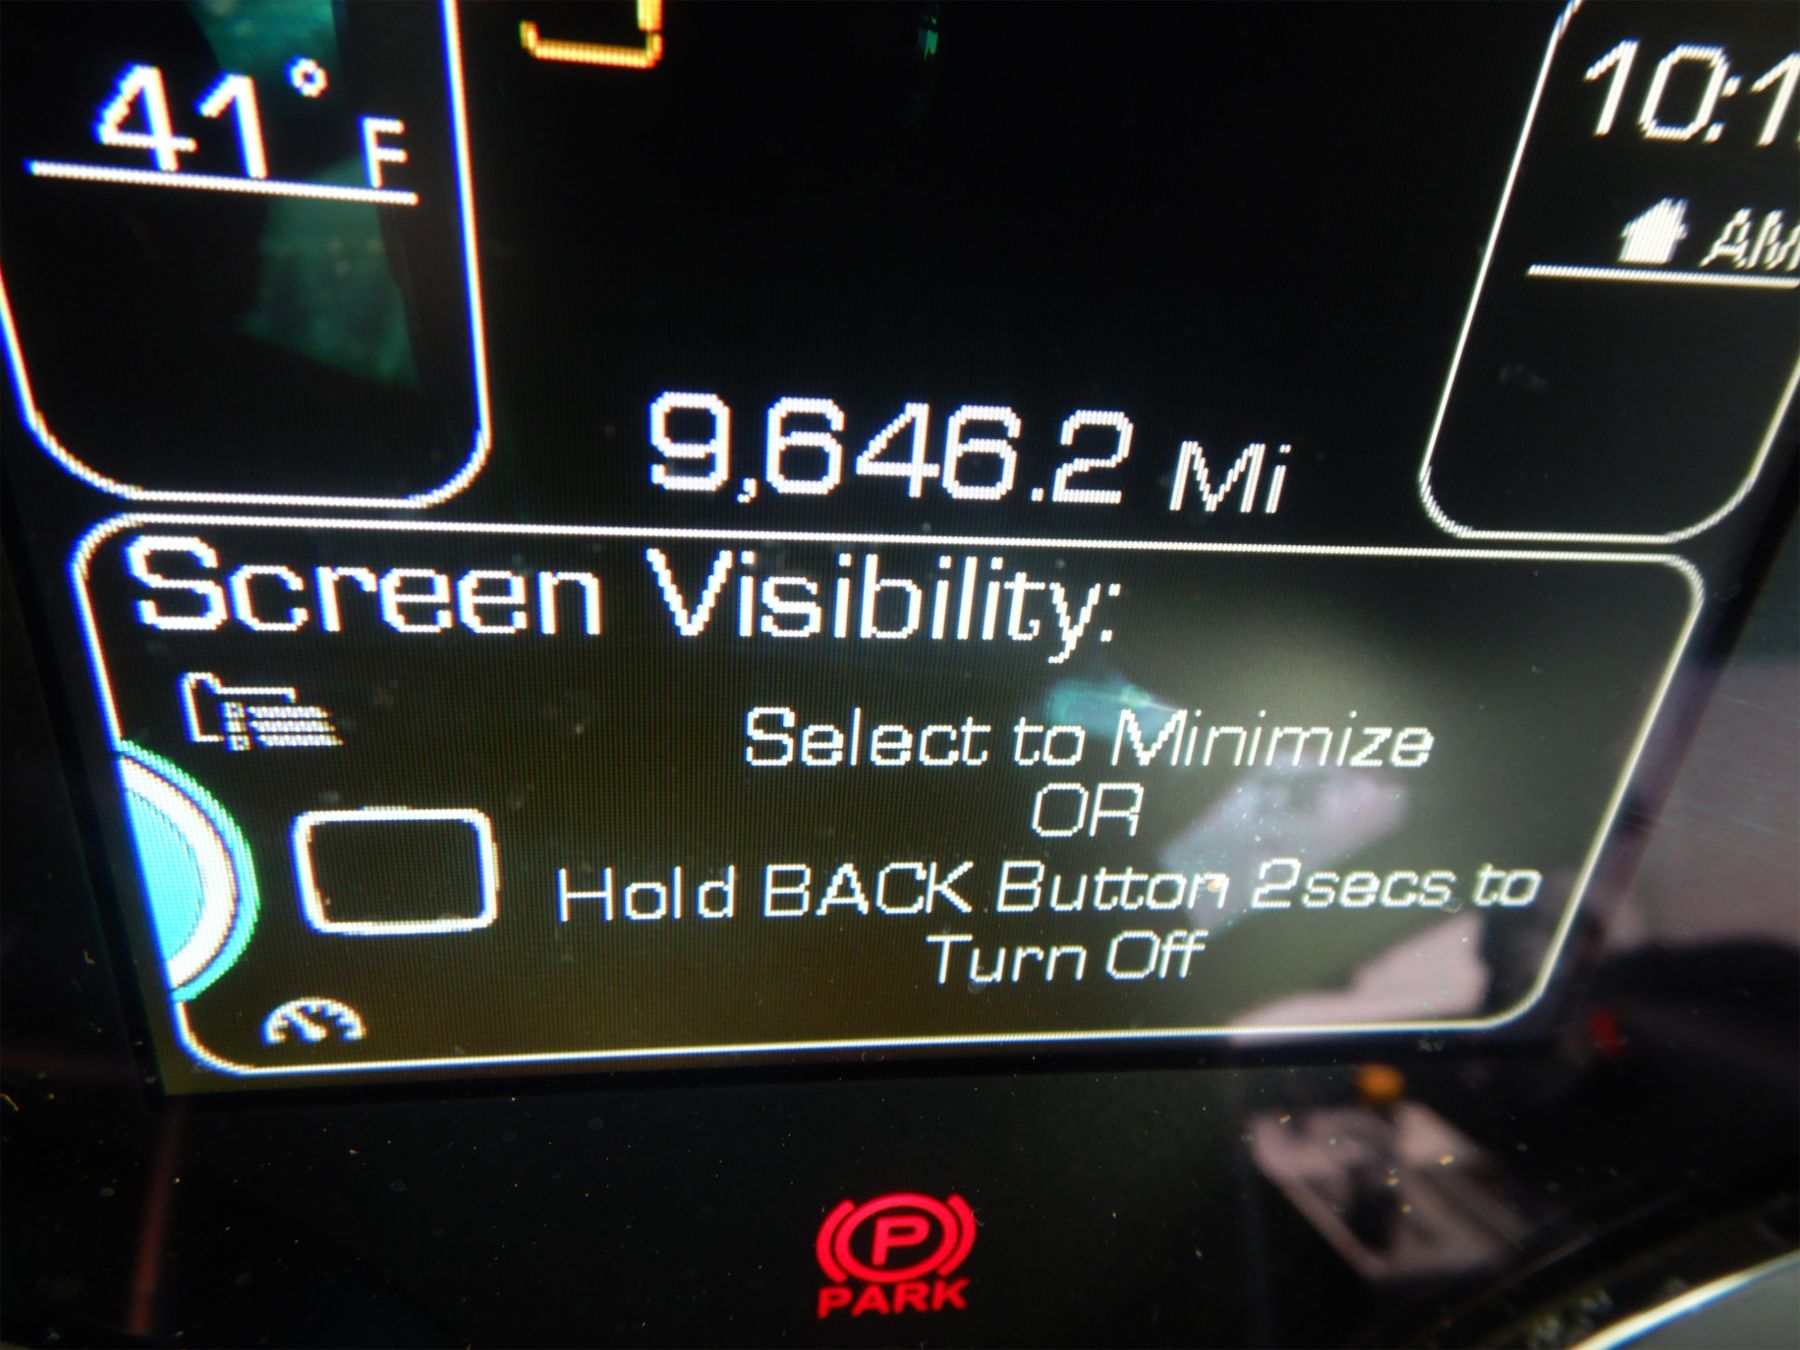 41° F
10:1
AM
9,646.2 Mi
Screen Visibility:
Select to Minimize
OR
Hold BACK Button 2secs to
Turn Off
P
PARK